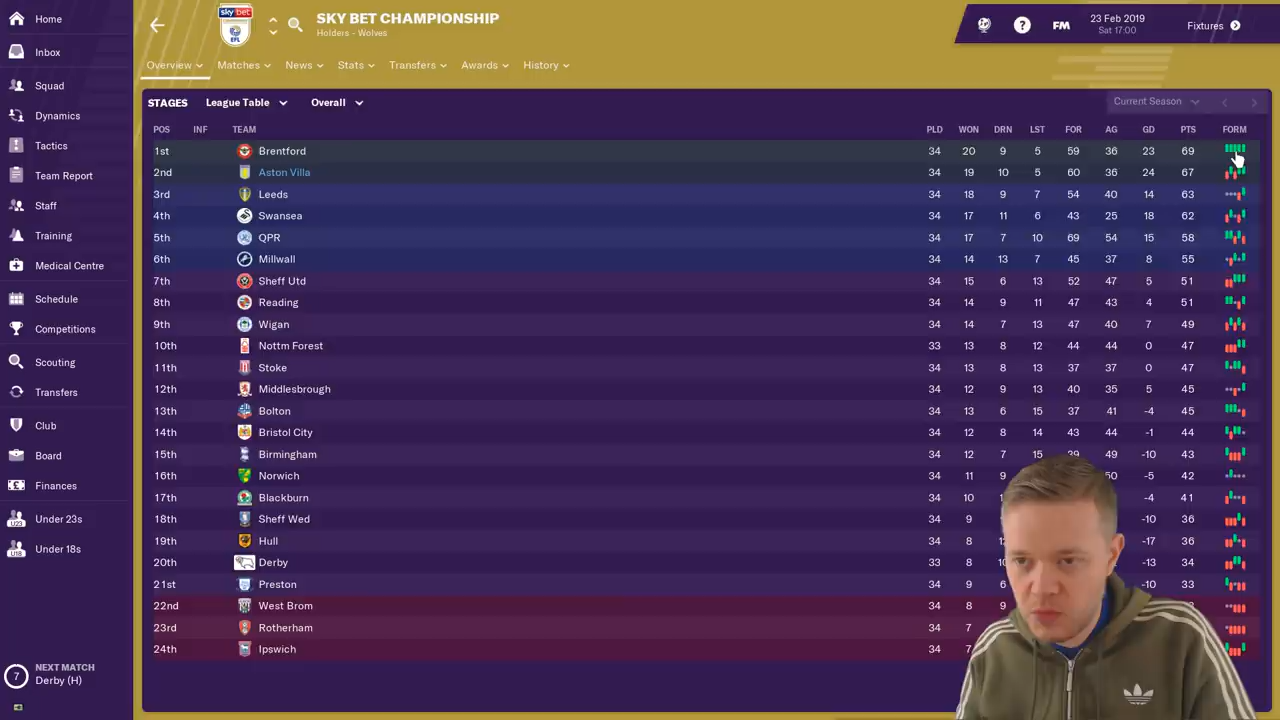 Home
Inbox
Squad
Dynamics
Tactics
Team Report
Staff
Training
Medical Centre
Schedule
Competitions
Scouting
Transfers
Club
Board
Finances
U23 Under 23s
U18 Under 18s
7 NEXT MATCH
Derby (H)
sky bet
EFL
SKY BET CHAMPIONSHIP
Holders - Wolves
? FM 23 Feb 2019
Sat 17:00
Fixtures
Overview Matches News Stats Transfers Awards History
STAGES League Table Overall Current Season
POS INF TEAM PLD WON DRN LST FOR AG GD PTS FORM
1st Brentford 34 20 9 5 59 36 23 69
2nd Aston Villa 34 19 10 5 60 36 24 67
3rd Leeds 34 18 9 7 54 40 14 63
4th Swansea 34 17 11 6 43 25 18 62
5th QPR 34 17 7 10 69 54 15 58
6th Millwall 34 14 13 7 45 37 8 55
7th Sheff Utd 34 15 6 13 52 47 5 51
8th Reading 34 14 9 11 47 43 4 51
9th Wigan 34 14 7 13 47 40 7 49
10th Nottm Forest 33 13 8 12 44 44 0 47
11th Stoke 34 13 8 13 37 37 0 47
12th Middlesbrough 34 12 9 13 40 35 5 45
13th Bolton 34 13 6 15 37 41 -4 45
14th Bristol City 34 12 8 14 43 44 -1 44
15th Birmingham 34 12 7 15 39 49 -10 43
16th Norwich 34 11 9 50 -5 42
17th Blackburn 34 10 -4 41
18th Sheff Wed 34 9 -10 36
19th Hull 34 8 -17 36
20th Derby 33 8 -13 34
21st Preston 34 9 6 -10 33
22nd West Brom 34 8 9
23rd Rotherham 34 7
24th Ipswich 34
adidas